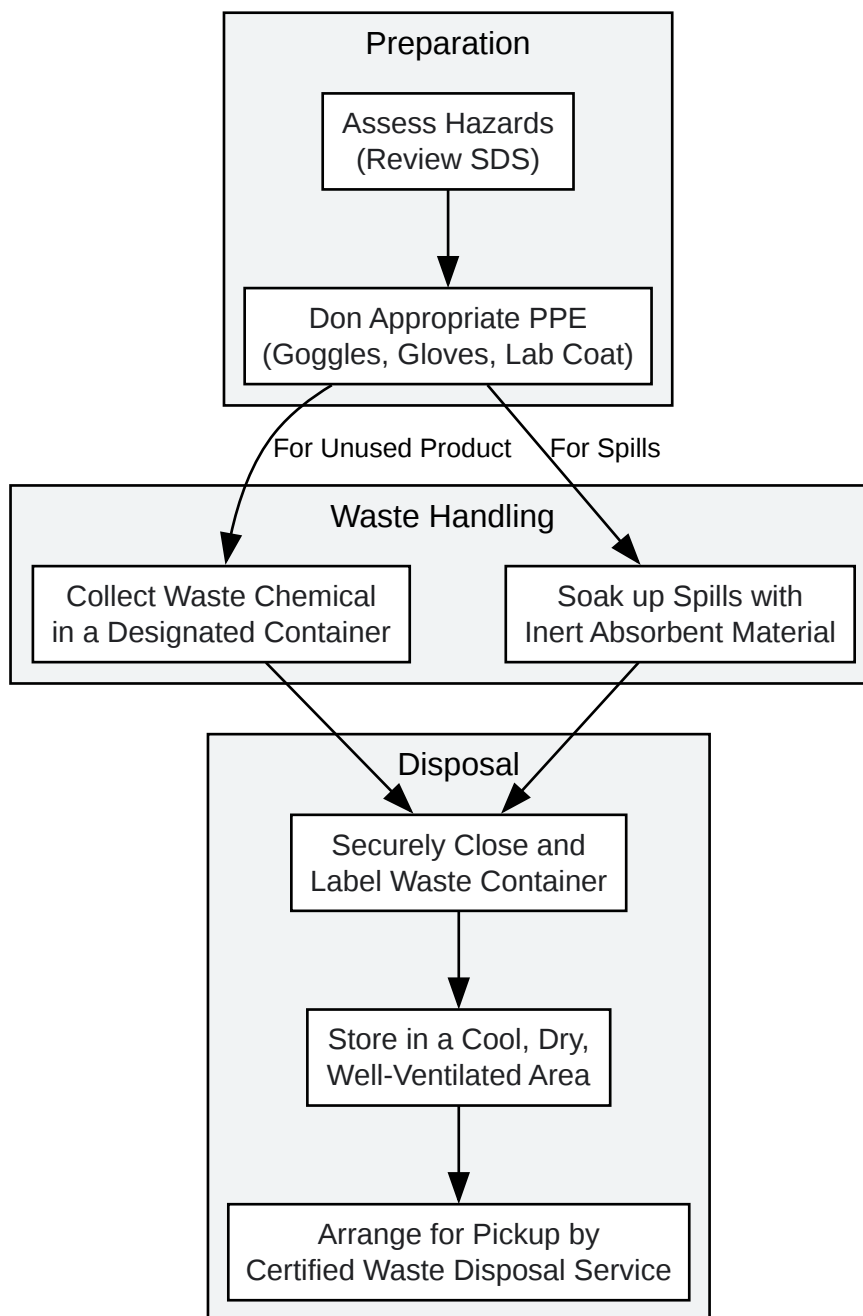 Preparation
Assess Hazards
(Review SDS)
Don Appropriate PPE
(Goggles, Gloves, Lab Coat)
For Unused Product
For Spills
Waste Handling
Collect Waste Chemical
in a Designated Container
Soak up Spills with
Inert Absorbent Material
Disposal
Securely Close and
Label Waste Container
Store in a Cool, Dry,
Well-Ventilated Area
Arrange for Pickup by
Certified Waste Disposal Service